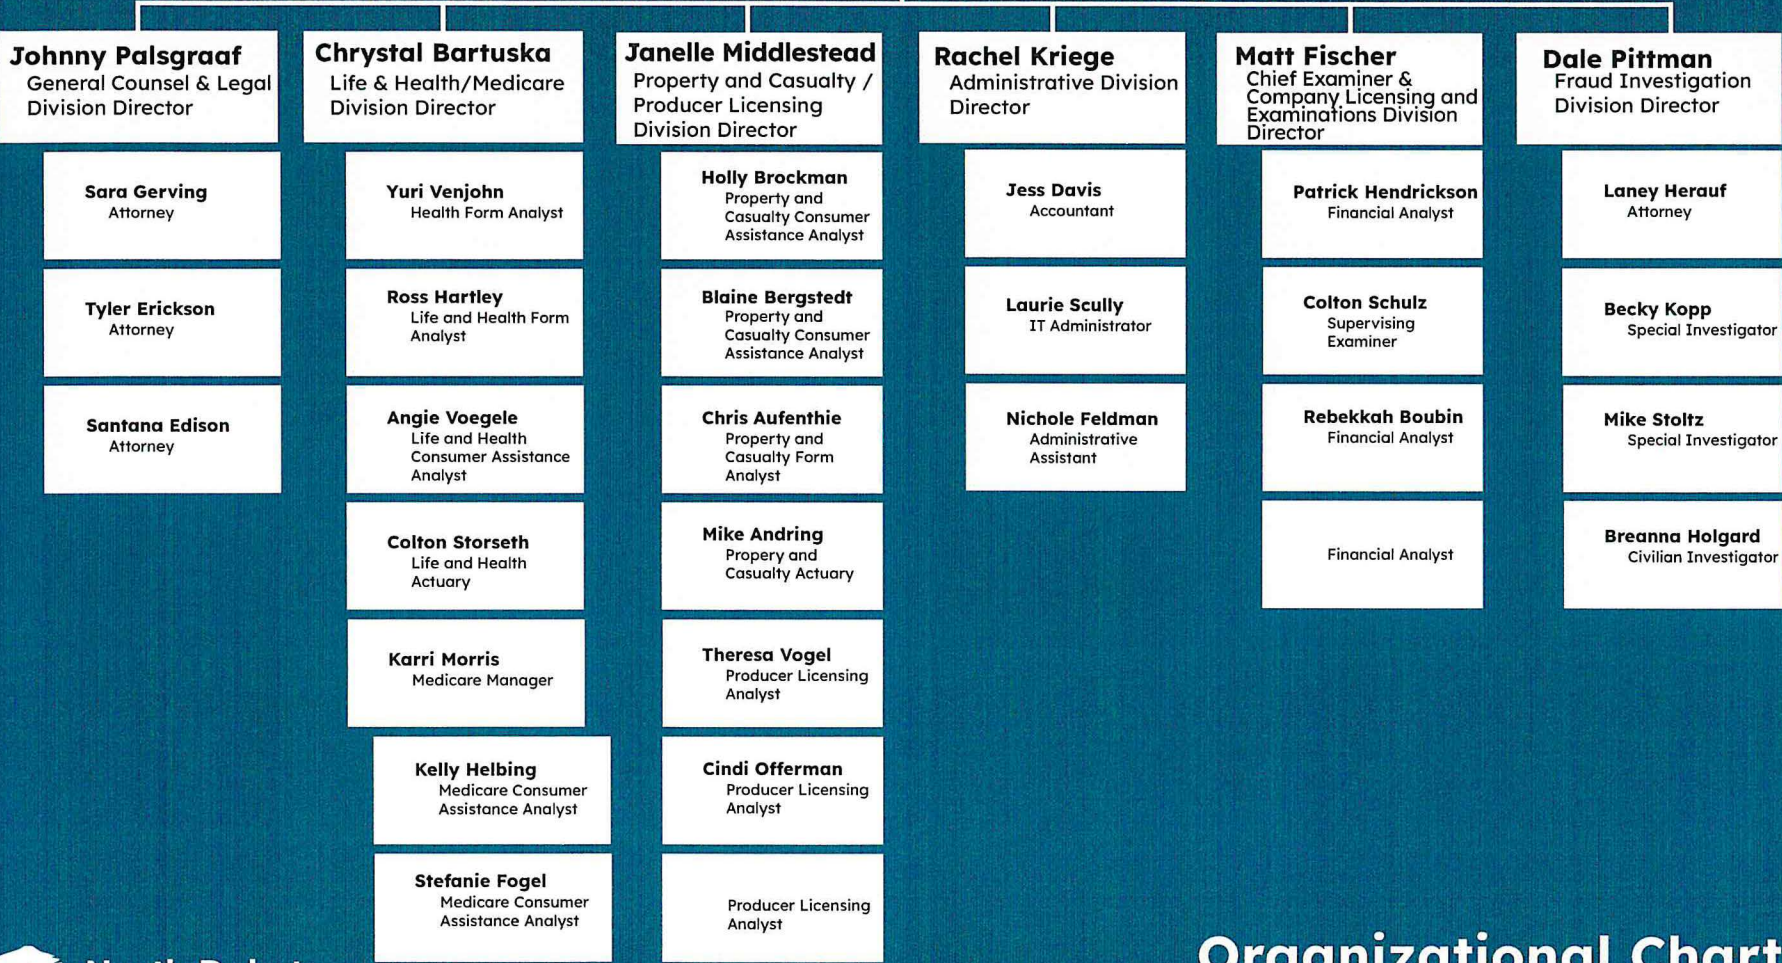 Johnny Palsgraaf
General Counsel & Legal
Division Director
Sara Gerving
Attorney
Tyler Erickson
Attorney
Santana Edison
Attorney
Chrystal Bartuska
Life & Health/Medicare
Division Director
Yuri Venjohn
Health Form Analyst
Ross Hartley
Life and Health Form
Analyst
Angie Voegele
Life and Health
Consumer Assistance
Analyst
Colton Storseth
Life and Health
Actuary
Karri Morris
Medicare Manager
Kelly Helbing
Medicare Consumer
Assistance Analyst
Stefanie Fogel
Medicare Consumer
Assistance Analyst
Janelle Middlestead
Property and Casualty /
Producer Licensing
Division Director
Holly Brockman
Property and
Casualty Consumer
Assistance Analyst
Blaine Bergstedt
Property and
Casualty Consumer
Assistance Analyst
Chris Aufenthie
Property and
Casualty Form
Analyst
Mike Andring
Propery and
Casualty Actuary
Theresa Vogel
Producer Licensing
Analyst
Cindi Offerman
Producer Licensing
Analyst
Producer Licensing
Analyst
Rachel Kriege
Administrative Division
Director
Jess Davis
Accountant
Laurie Scully
IT Administrator
Nichole Feldman
Administrative
Assistant
Matt Fischer
Chief Examiner &
Company Licensing and
Examinations Division
Director
Patrick Hendrickson
Financial Analyst
Colton Schulz
Supervising
Examiner
Rebekkah Boubin
Financial Analyst
Financial Analyst
Dale Pittman
Fraud Investigation
Division Director
Laney Herauf
Attorney
Becky Kopp
Special Investigator
Mike Stoltz
Special Investigator
Breanna Holgard
Civilian Investigator
Organizational Chart